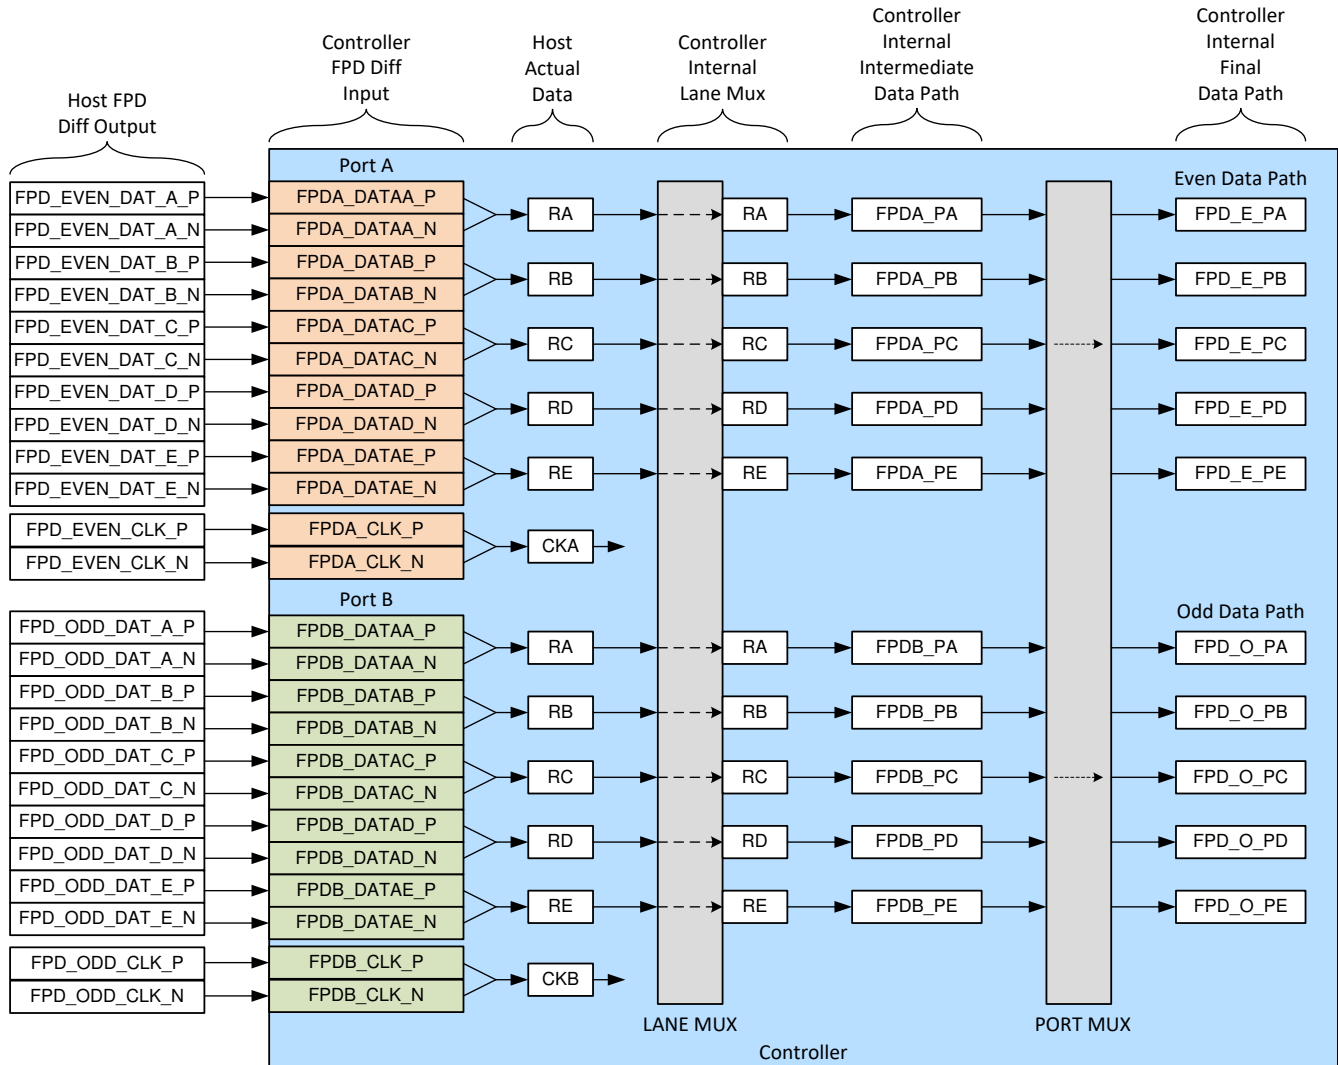 Host FPD
Diff Output
Controller
FPD Diff
Input
Host
Actual
Data
Controller
Internal
Lane Mux
Controller
Internal
Intermediate
Data Path
Controller
Internal
Final
Data Path
Port A
Even Data Path
FPD_EVEN_DAT_A_P
FPDA_DATAA_P
FPD_EVEN_DAT_A_N
FPDA_DATAA_N
RA
RA
FPDA_PA
FPD_E_PA
FPD_EVEN_DAT_B_P
FPDA_DATAB_P
FPD_EVEN_DAT_B_N
FPDA_DATAB_N
RB
RB
FPDA_PB
FPD_E_PB
FPD_EVEN_DAT_C_P
FPDA_DATAC_P
FPD_EVEN_DAT_C_N
FPDA_DATAC_N
RC
RC
FPDA_PC
FPD_E_PC
FPD_EVEN_DAT_D_P
FPDA_DATAD_P
FPD_EVEN_DAT_D_N
FPDA_DATAD_N
RD
RD
FPDA_PD
FPD_E_PD
FPD_EVEN_DAT_E_P
FPDA_DATAE_P
FPD_EVEN_DAT_E_N
FPDA_DATAE_N
RE
RE
FPDA_PE
FPD_E_PE
FPD_EVEN_CLK_P
FPDA_CLK_P
FPD_EVEN_CLK_N
FPDA_CLK_N
CKA
Port B
Odd Data Path
FPD_ODD_DAT_A_P
FPDB_DATAA_P
FPD_ODD_DAT_A_N
FPDB_DATAA_N
RA
RA
FPDB_PA
FPD_O_PA
FPD_ODD_DAT_B_P
FPDB_DATAB_P
FPD_ODD_DAT_B_N
FPDB_DATAB_N
RB
RB
FPDB_PB
FPD_O_PB
FPD_ODD_DAT_C_P
FPDB_DATAC_P
FPD_ODD_DAT_C_N
FPDB_DATAC_N
RC
RC
FPDB_PC
FPD_O_PC
FPD_ODD_DAT_D_P
FPDB_DATAD_P
FPD_ODD_DAT_D_N
FPDB_DATAD_N
RD
RD
FPDB_PD
FPD_O_PD
FPD_ODD_DAT_E_P
FPDB_DATAE_P
FPD_ODD_DAT_E_N
FPDB_DATAE_N
RE
RE
FPDB_PE
FPD_O_PE
FPD_ODD_CLK_P
FPDB_CLK_P
FPD_ODD_CLK_N
FPDB_CLK_N
CKB
LANE MUX
PORT MUX
Controller